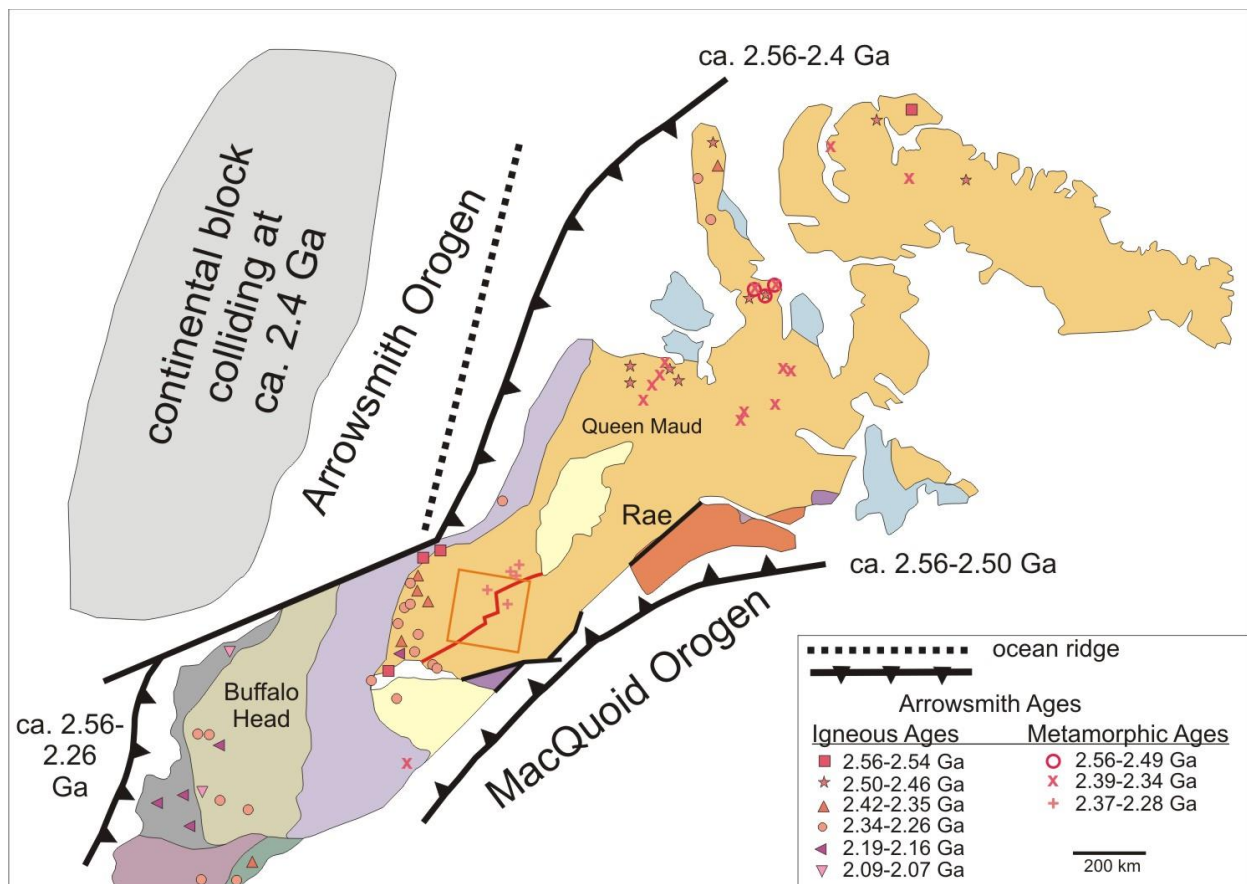 ca. 2.56-2.4 Ga
continental block
colliding at
ca. 2.4 Ga
Arrowsmith Orogen
Queen Maud
Rae
ca. 2.56-2.50 Ga
MacQuoid Orogen
Buffalo
Head
ca. 2.56-
2.26
Ga
ocean ridge
Arrowsmith Ages
Igneous Ages Metamorphic Ages
2.56-2.54 Ga 2.56-2.49 Ga
2.50-2.46 Ga 2.39-2.34 Ga
2.42-2.35 Ga 2.37-2.28 Ga
2.34-2.26 Ga
2.19-2.16 Ga
2.09-2.07 Ga
200 km